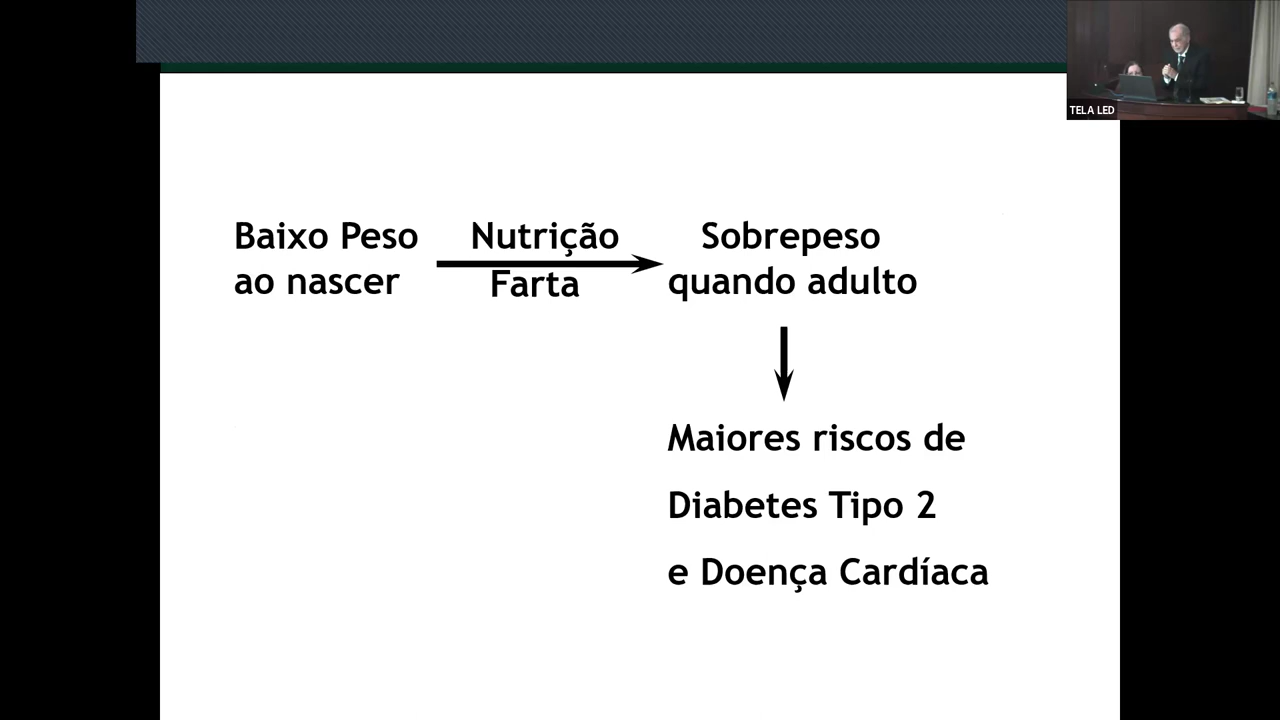 TELA LED
Baixo Peso
ao nascer
Nutrição
Farta
Sobrepeso
quando adulto
Maiores riscos de
Diabetes Tipo 2
e Doença Cardíaca